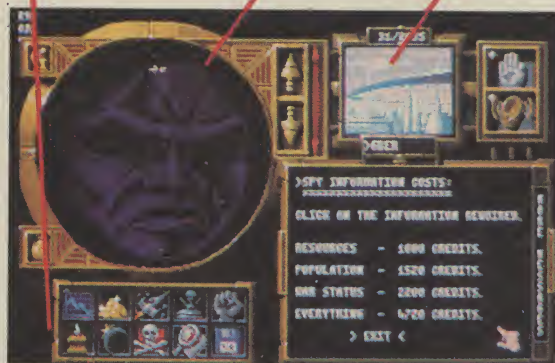 >SPY INFORMATION COSTS:
CLICK ON THE INFORMATION REQUIRED.
RESOURCES - 1000 CREDITS.
POPULATION - 1520 CREDITS.
WAR STATUS - 2200 CREDITS.
EVERYTHING - 4720 CREDITS.
> EXIT <